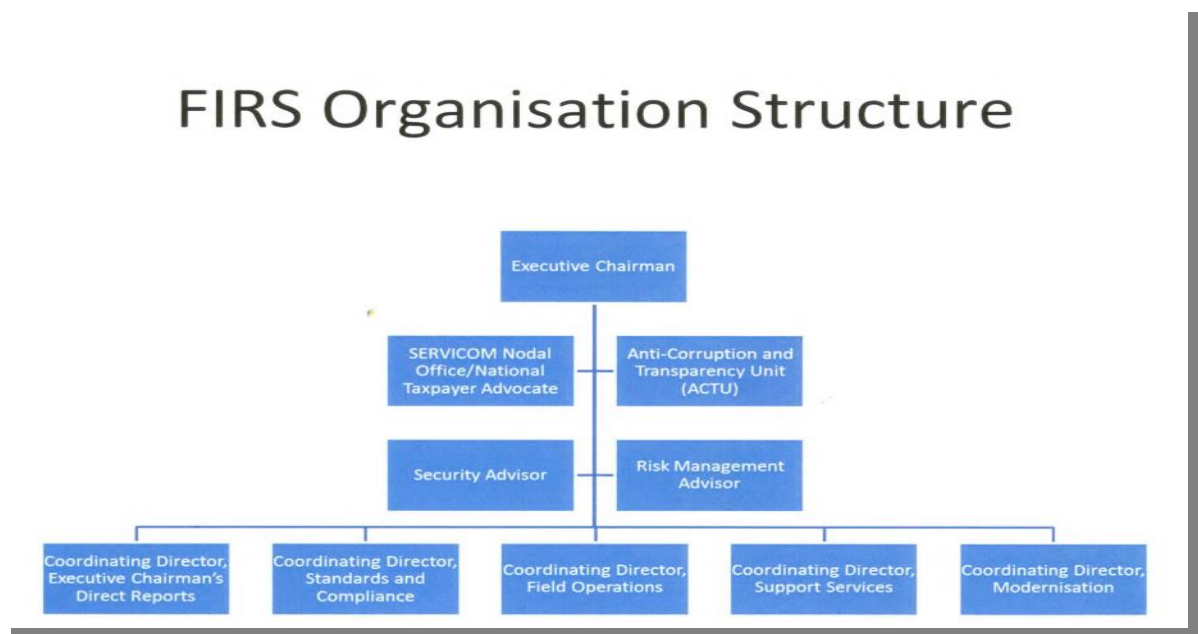 FIRS Organisation Structure
Executive Chairman
SERVICOM Nodal
Office/National
Taxpayer Advocate
Anti-Corruption and
Transparency Unit
(ACTU)
Security Advisor
Risk Management
Advisor
Coordinating Director,
Executive Chairman's
Direct Reports
Coordinating Director,
Standards and
Compliance
Coordinating Director,
Field Operations
Coordinating Director,
Support Services
Coordinating Director,
Modernisation